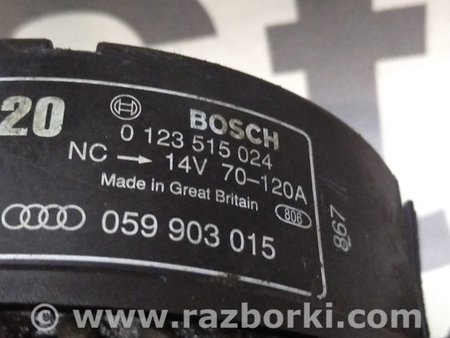 20
BOSCH
0 123 515 024
NC → 14V 70–120A
Made in Great Britain 806
059 903 015
867
© www.razborki.com